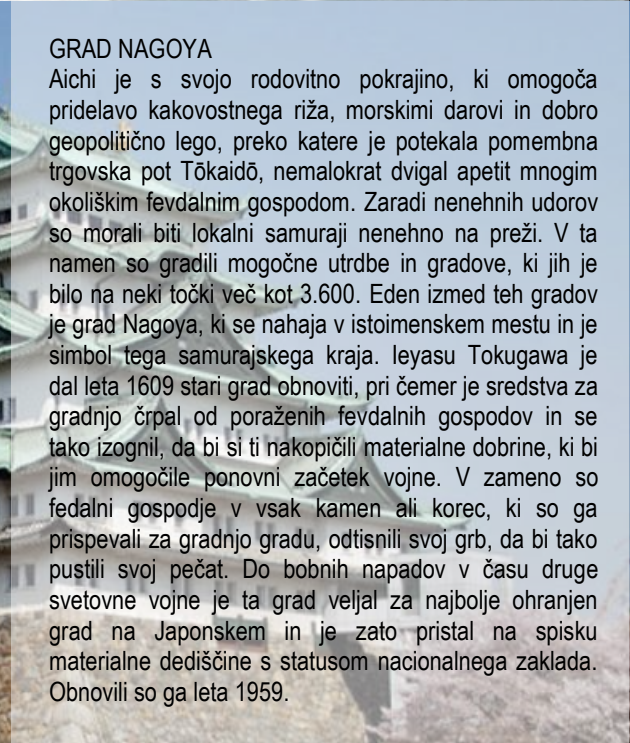 GRAD NAGOYA
Aichi je s svojo rodovitno pokrajino, ki omogoča
pridelavo kakovostnega riža, morskimi darovi in dobro
geopolitično lego, preko katere je potekala pomembna
trgovska pot Tōkaidō, nemalokrat dvigal apetit mnogim
okoliškim fevdalnim gospodom. Zaradi nenehnih udorov
so morali biti lokalni samuraji nenehno na preži. V ta
namen so gradili mogočne utrdbe in gradove, ki jih je
bilo na neki točki več kot 3.600. Eden izmed teh gradov
je grad Nagoya, ki se nahaja v istoimenskem mestu in je
simbol tega samurajskega kraja. Ieyasu Tokugawa je
dal leta 1609 stari grad obnoviti, pri čemer je sredstva za
gradnjo črpal od poraženih fevdalnih gospodov in se
tako izognil, da bi si ti nakopičili materialne dobrine, ki bi
jim omogočile ponovni začetek vojne. V zameno so
fedalni gospodje v vsak kamen ali korec, ki so ga
prispevali za gradnjo gradu, odtisnili svoj grb, da bi tako
pustili svoj pečat. Do bobnih napadov v času druge
svetovne vojne je ta grad veljal za najbolje ohranjen
grad na Japonskem in je zato pristal na spisku
materialne dediščine s statusom nacionalnega zaklada.
Obnovili so ga leta 1959.